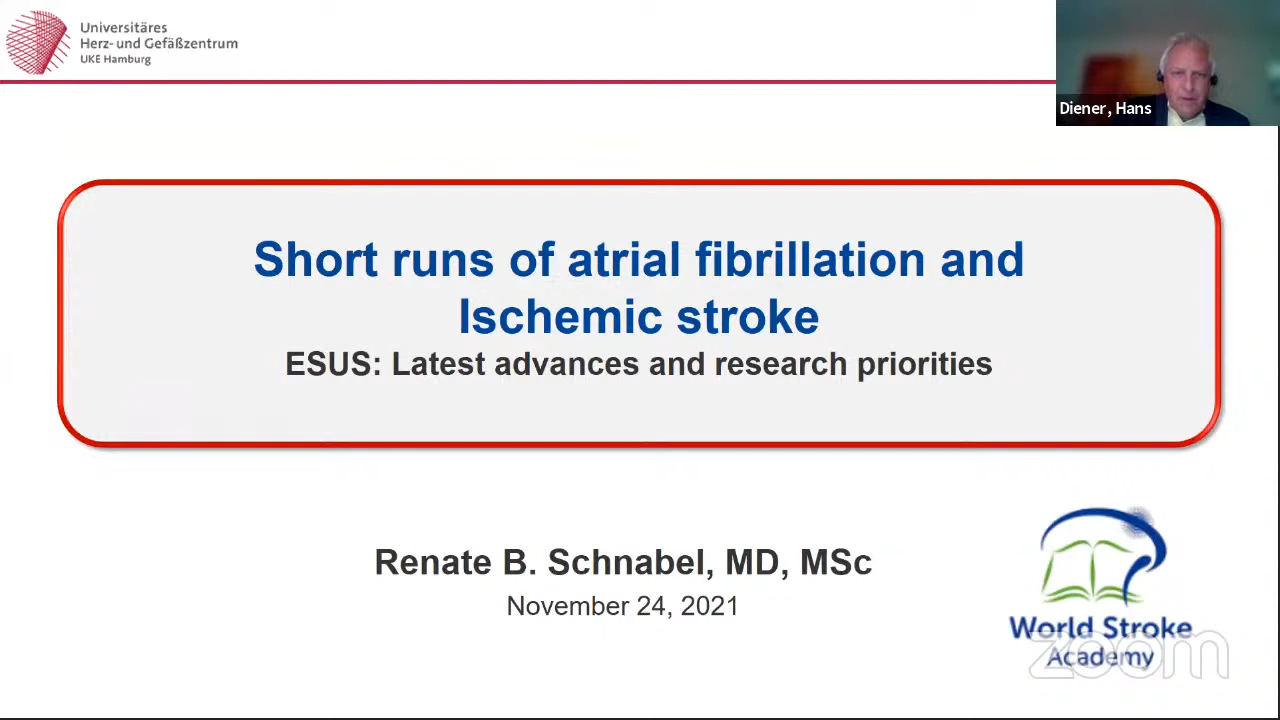 Universitäres
Herz- und Gefäßzentrum
UKE Hamburg
Diener, Hans
Short runs of atrial fibrillation and
Ischemic stroke
ESUS: Latest advances and research priorities
Renate B. Schnabel, MD, MSc
November 24, 2021
World Stroke
Academy
zoom